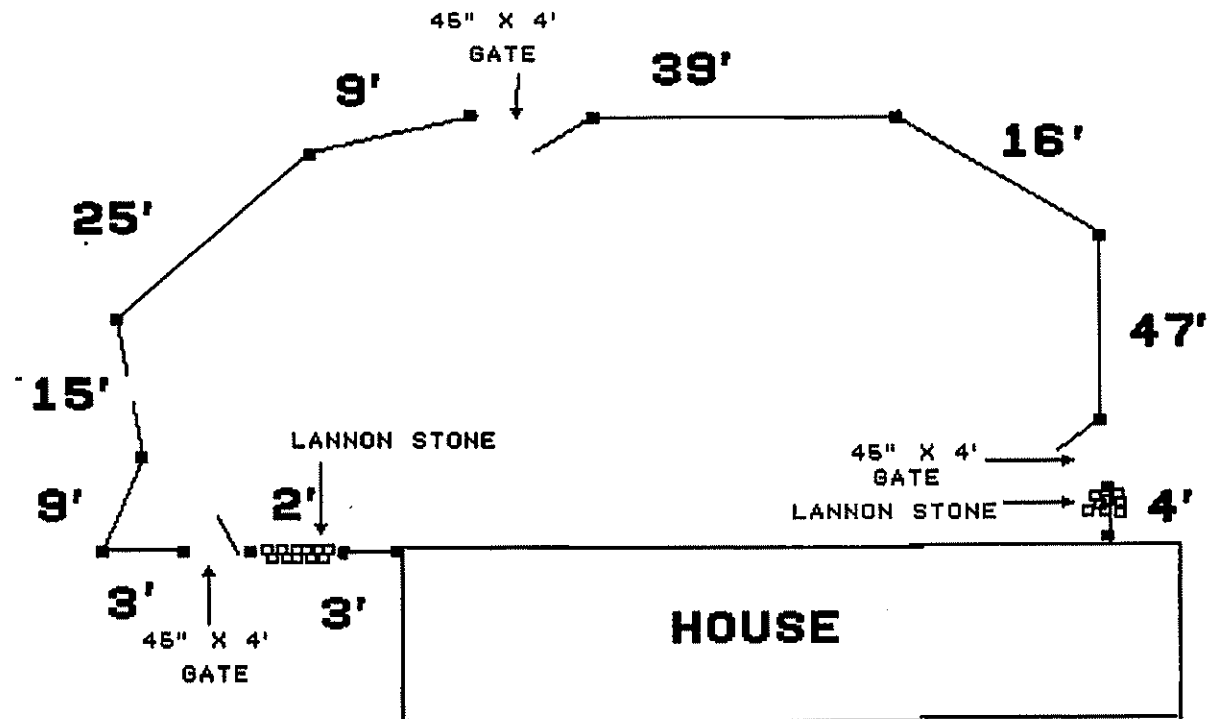 45" X 4'
GATE
39'
9'
16'
25'
47'
15'
LANNON STONE
45" X 4'
GATE
9'
2'
LANNON STONE
4'
3'
3'
45" X 4'
GATE
HOUSE